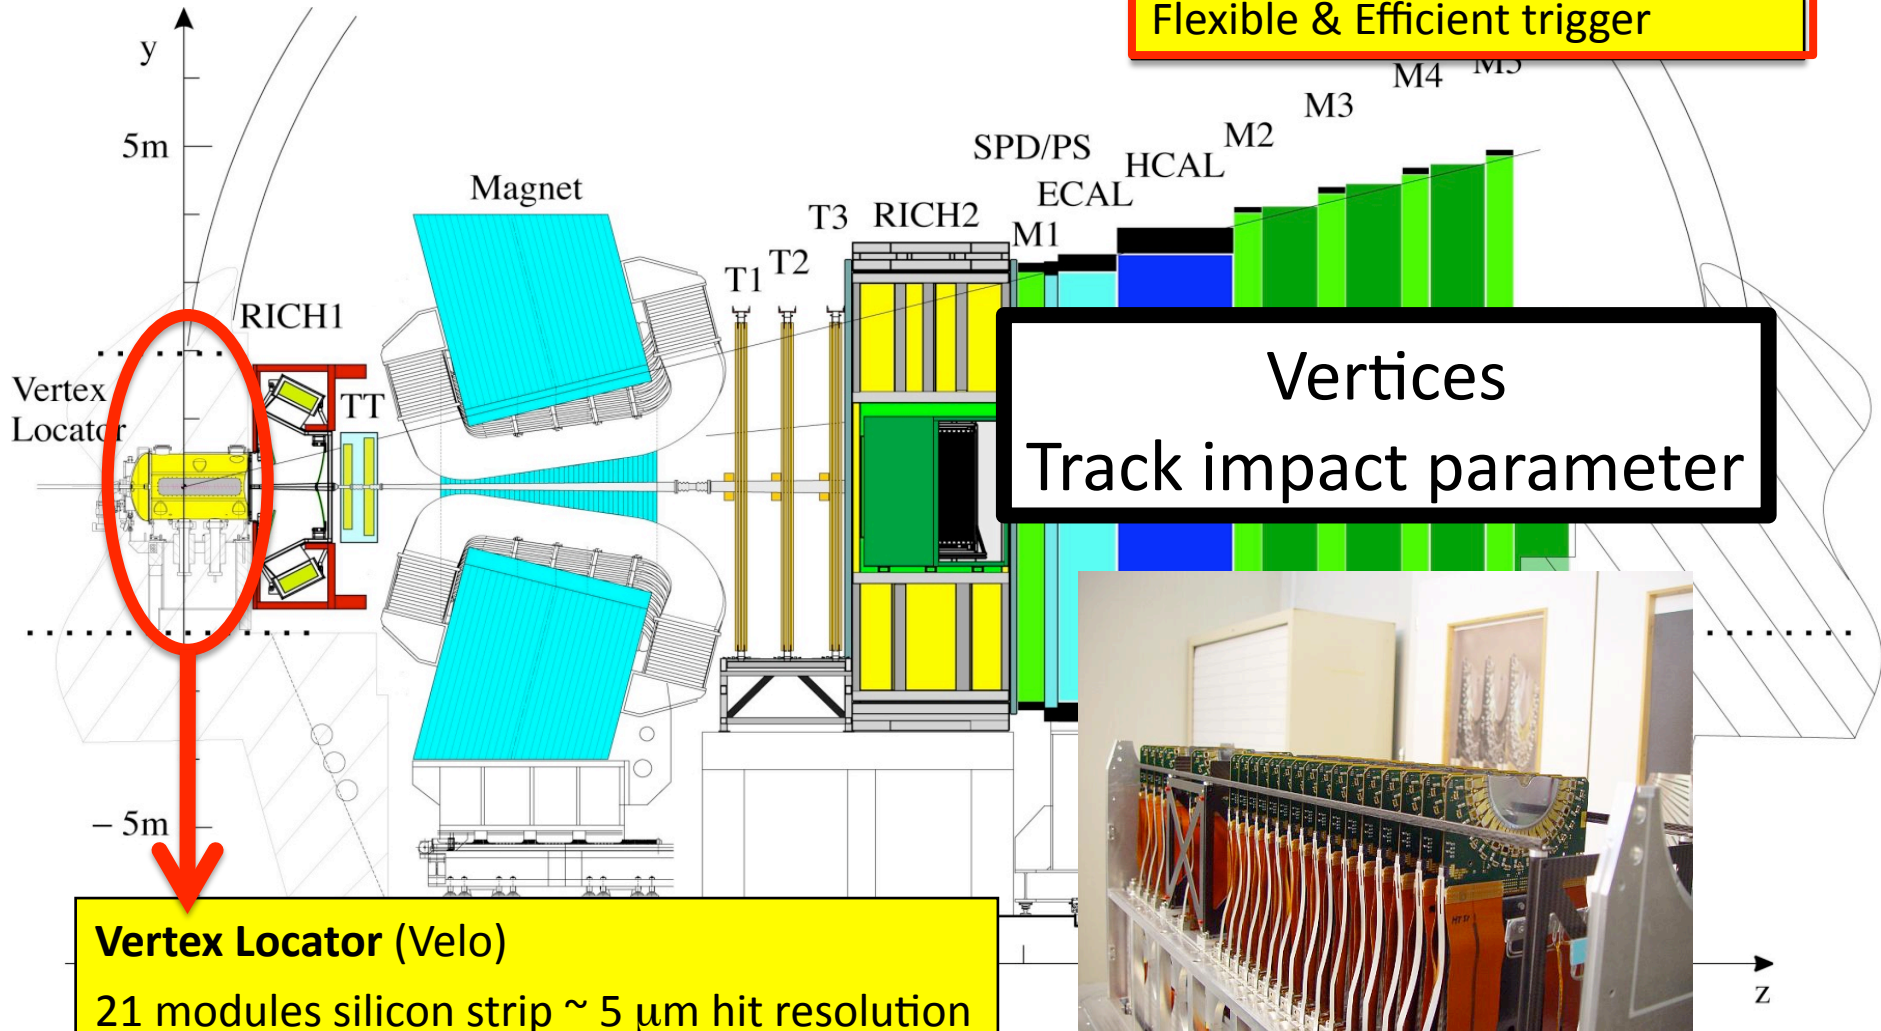 Flexible & Efficient trigger
y
5m
Magnet
SPD/PS
ECAL
HCAL
M1
M2
M3
M4
M5
T1
T2
T3
RICH2
RICH1
Vertex
Locator
TT
Vertices
Track impact parameter
– 5m
z
Vertex Locator (Velo)
21 modules silicon strip ~ 5 μm hit resolution